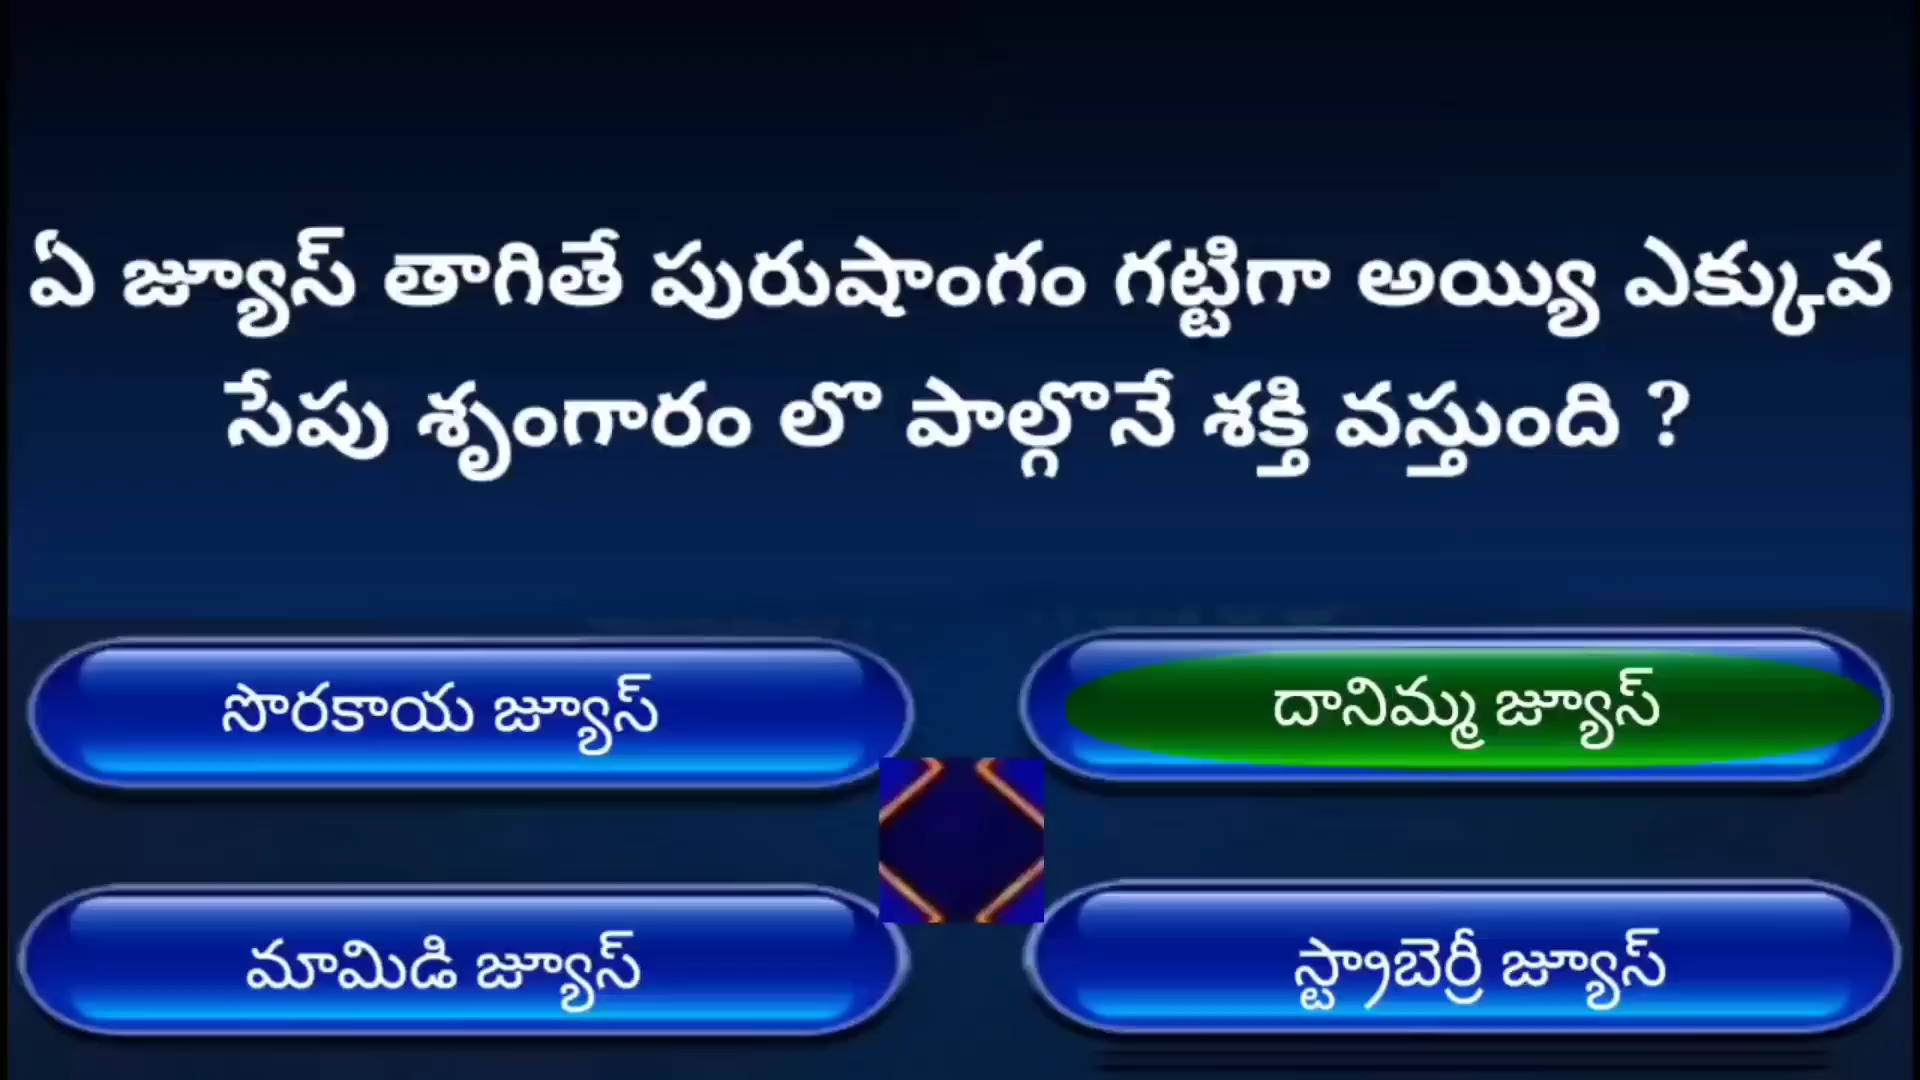 ఏ జ్యూస్ తాగితే పురుషాంగం గట్టిగా అయ్యి ఎక్కువ
సేపు శృంగారం లొ పాల్గొనే శక్తి వస్తుంది ?
సొరకాయ జ్యూస్
దానిమ్మ జ్యూస్
మామిడి జ్యూస్
స్ట్రాబెర్రీ జ్యూస్